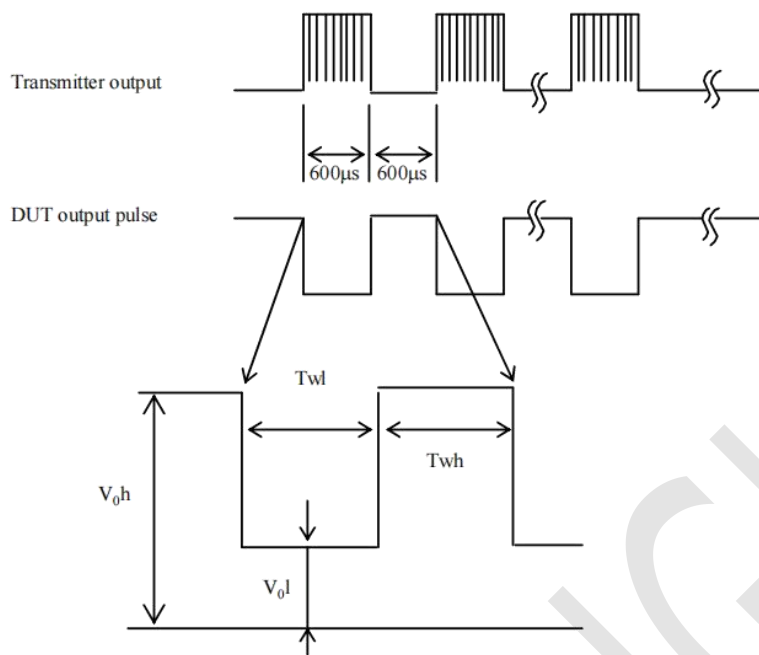 Transmitter output
600μs 600μs
DUT output pulse
Twl
Twh
V₀h
V₀l